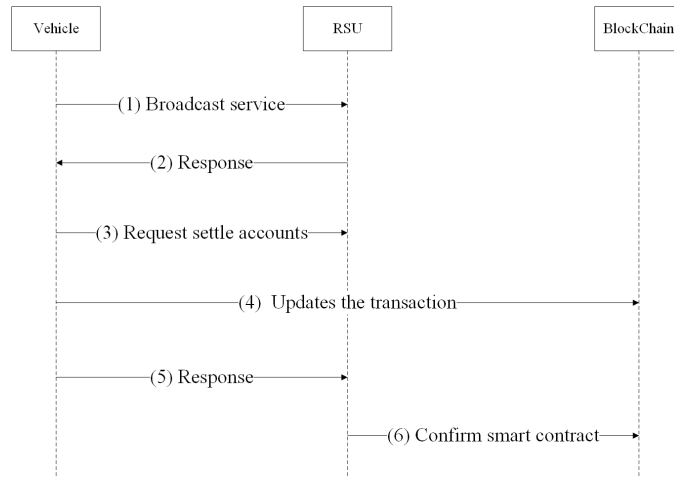 Vehicle
RSU
BlockChain
(1) Broadcast service
(2) Response
(3) Request settle accounts
(4) Updates the transaction
(5) Response
(6) Confirm smart contract